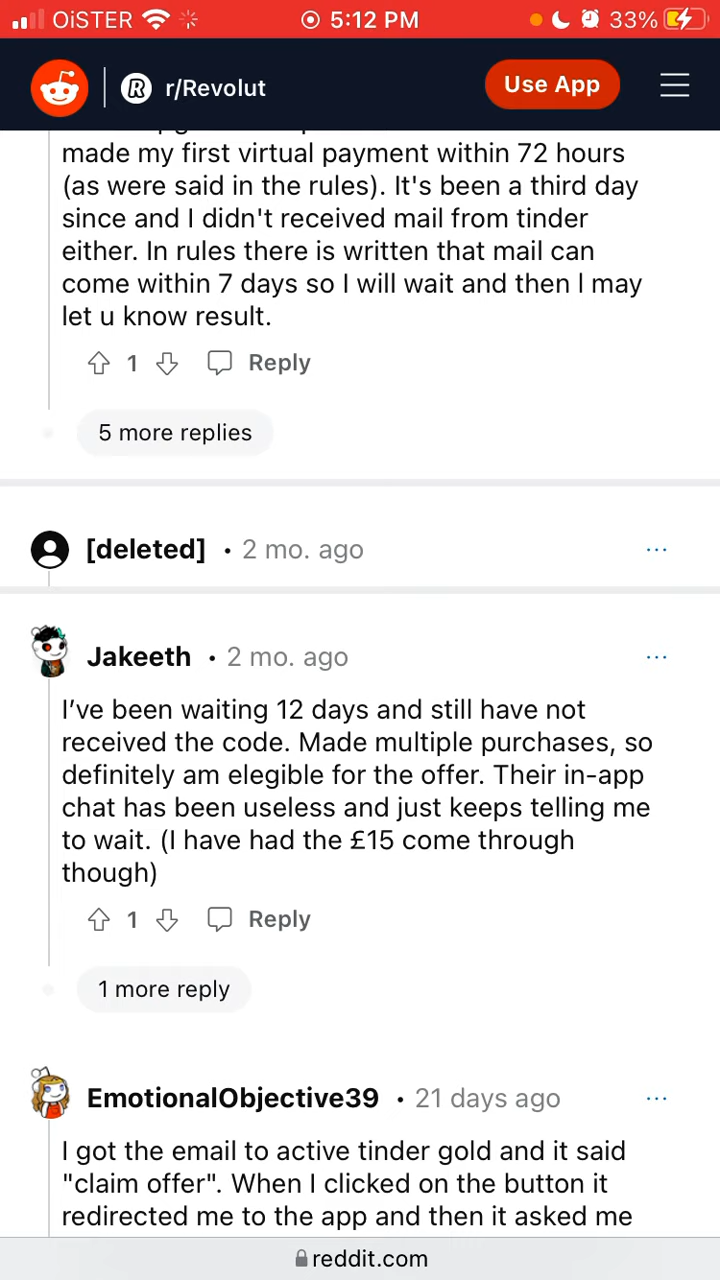 OiSTER 5:12 PM 33%
r/Revolut Use App
made my first virtual payment within 72 hours
(as were said in the rules). It's been a third day
since and I didn't received mail from tinder
either. In rules there is written that mail can
come within 7 days so I will wait and then I may
let u know result.
1 Reply
5 more replies
[deleted] • 2 mo. ago
Jakeeth • 2 mo. ago
I’ve been waiting 12 days and still have not
received the code. Made multiple purchases, so
definitely am elegible for the offer. Their in-app
chat has been useless and just keeps telling me
to wait. (I have had the £15 come through
though)
1 Reply
1 more reply
EmotionalObjective39 • 21 days ago
I got the email to active tinder gold and it said
"claim offer". When I clicked on the button it
redirected me to the app and then it asked me
reddit.com